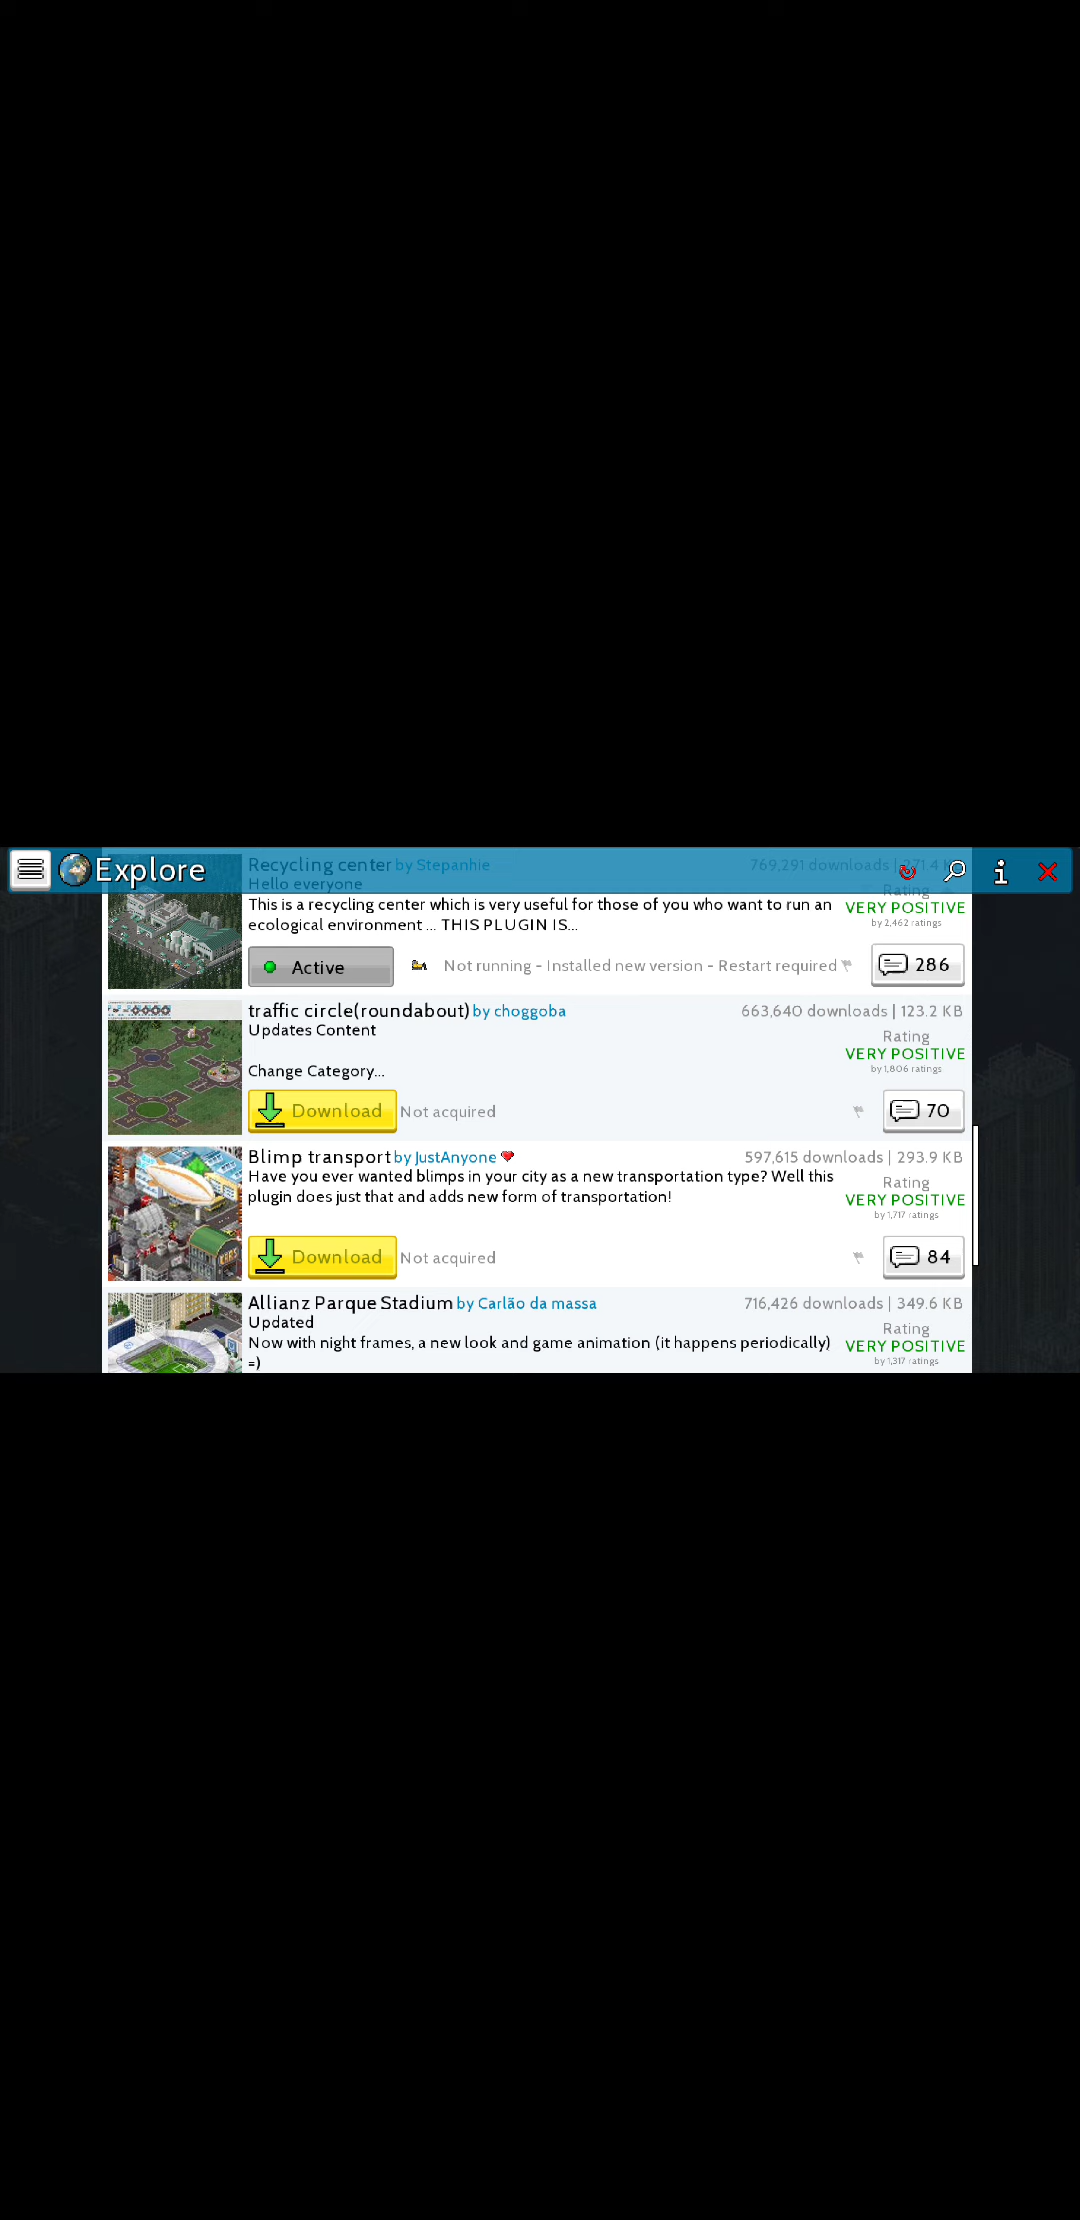 Explore
Recycling center by Stepanhie
769,291 downloads | 271.4 K
Hello everyone
Rating
This is a recycling center which is very useful for those of you who want to run an
ecological environment ... THIS PLUGIN IS...
VERY POSITIVE
by 2,462 ratings
Active
Not running - Installed new version - Restart required
286
traffic circle(roundabout) by choggoba
663,640 downloads | 123.2 KB
Updates Content
Rating
VERY POSITIVE
by 1,806 ratings
Change Category...
Download
Not acquired
70
Blimp transport by JustAnyone
597,615 downloads | 293.9 KB
Have you ever wanted blimps in your city as a new transportation type? Well this
plugin does just that and adds new form of transportation!
Rating
VERY POSITIVE
by 1,717 ratings
Download
Not acquired
84
Allianz Parque Stadium by Carlão da massa
716,426 downloads | 349.6 KB
Updated
Rating
Now with night frames, a new look and game animation (it happens periodically)
=)
VERY POSITIVE
by 1,317 ratings